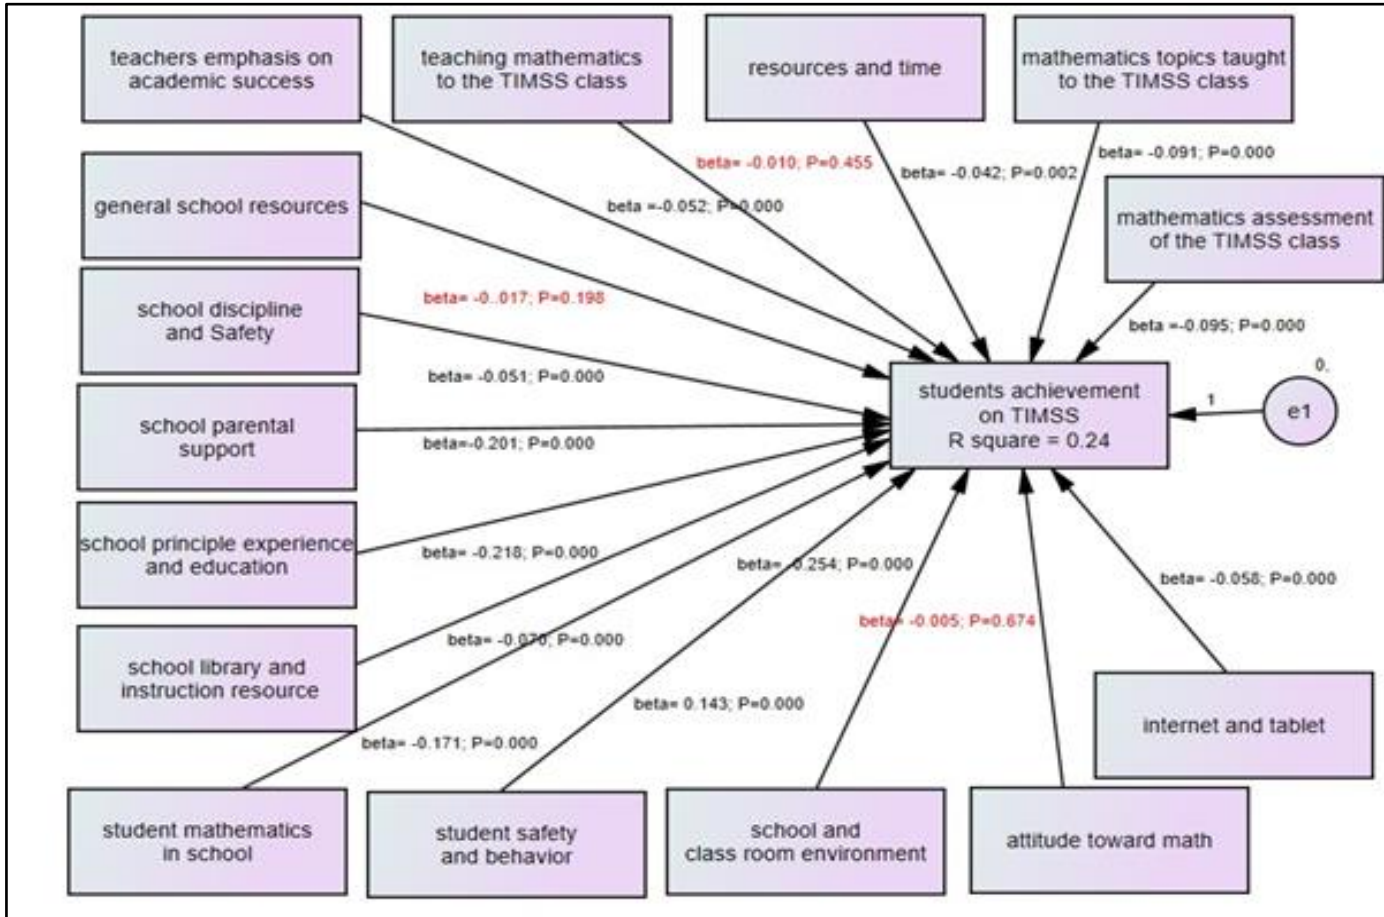 teachers emphasis on
academic success
teaching mathematics
to the TIMSS class
resources and time
mathematics topics taught
to the TIMSS class
beta= -0.010; P=0.455
beta= -0.042; P=0.002
beta= -0.091; P=0.000
general school resources
beta =-0.052; P=0.000
mathematics assessment
of the TIMSS class
school discipline
and Safety
beta= -0..017; P=0.198
beta =-0.095; P=0.000
beta= -0.051; P=0.000
students achievement
on TIMSS
R square = 0.24
1
0,
e1
school parental
support
beta=-0.201; P=0.000
school principle experience
and education
beta= -0.218; P=0.000
beta= -0.254; P=0.000
beta= -0.058; P=0.000
school library and
instruction resource
beta= -0.070; P=0.000
beta= -0.005; P=0.674
beta= 0.143; P=0.000
internet and tablet
beta= -0.171; P=0.000
student mathematics
in school
student safety
and behavior
school and
class room environment
attitude toward math